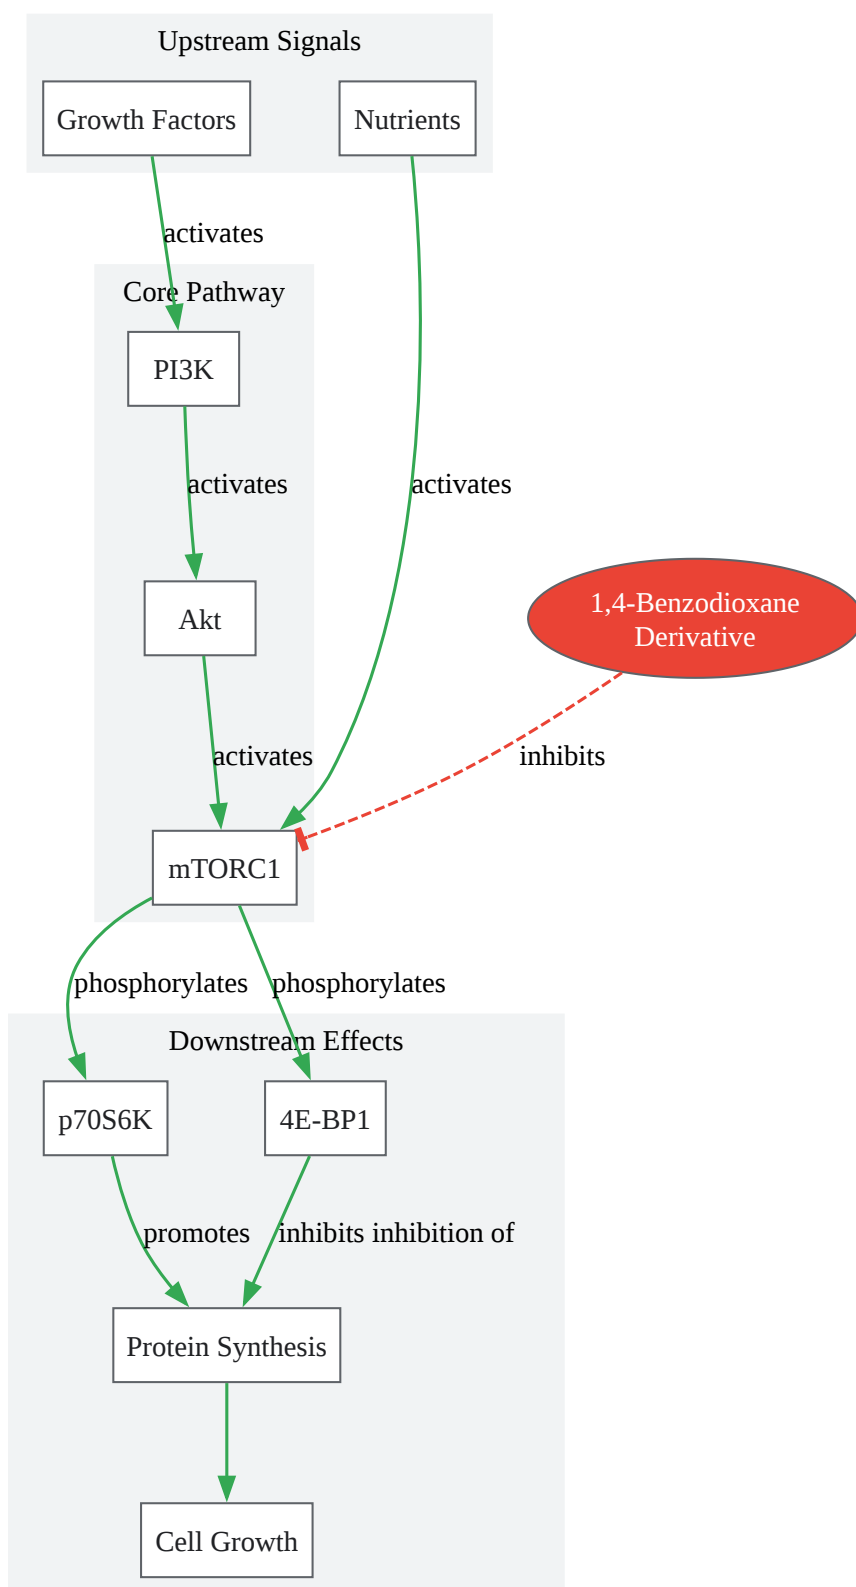 Upstream Signals
Growth Factors
Nutrients
activates
Core Pathway
PI3K
activates
activates
1,4-Benzodioxane
Derivative
Akt
activates
inhibits
mTORC1
phosphorylates
phosphorylates
Downstream Effects
p70S6K
4E-BP1
promotes
inhibits inhibition of
Protein Synthesis
Cell Growth